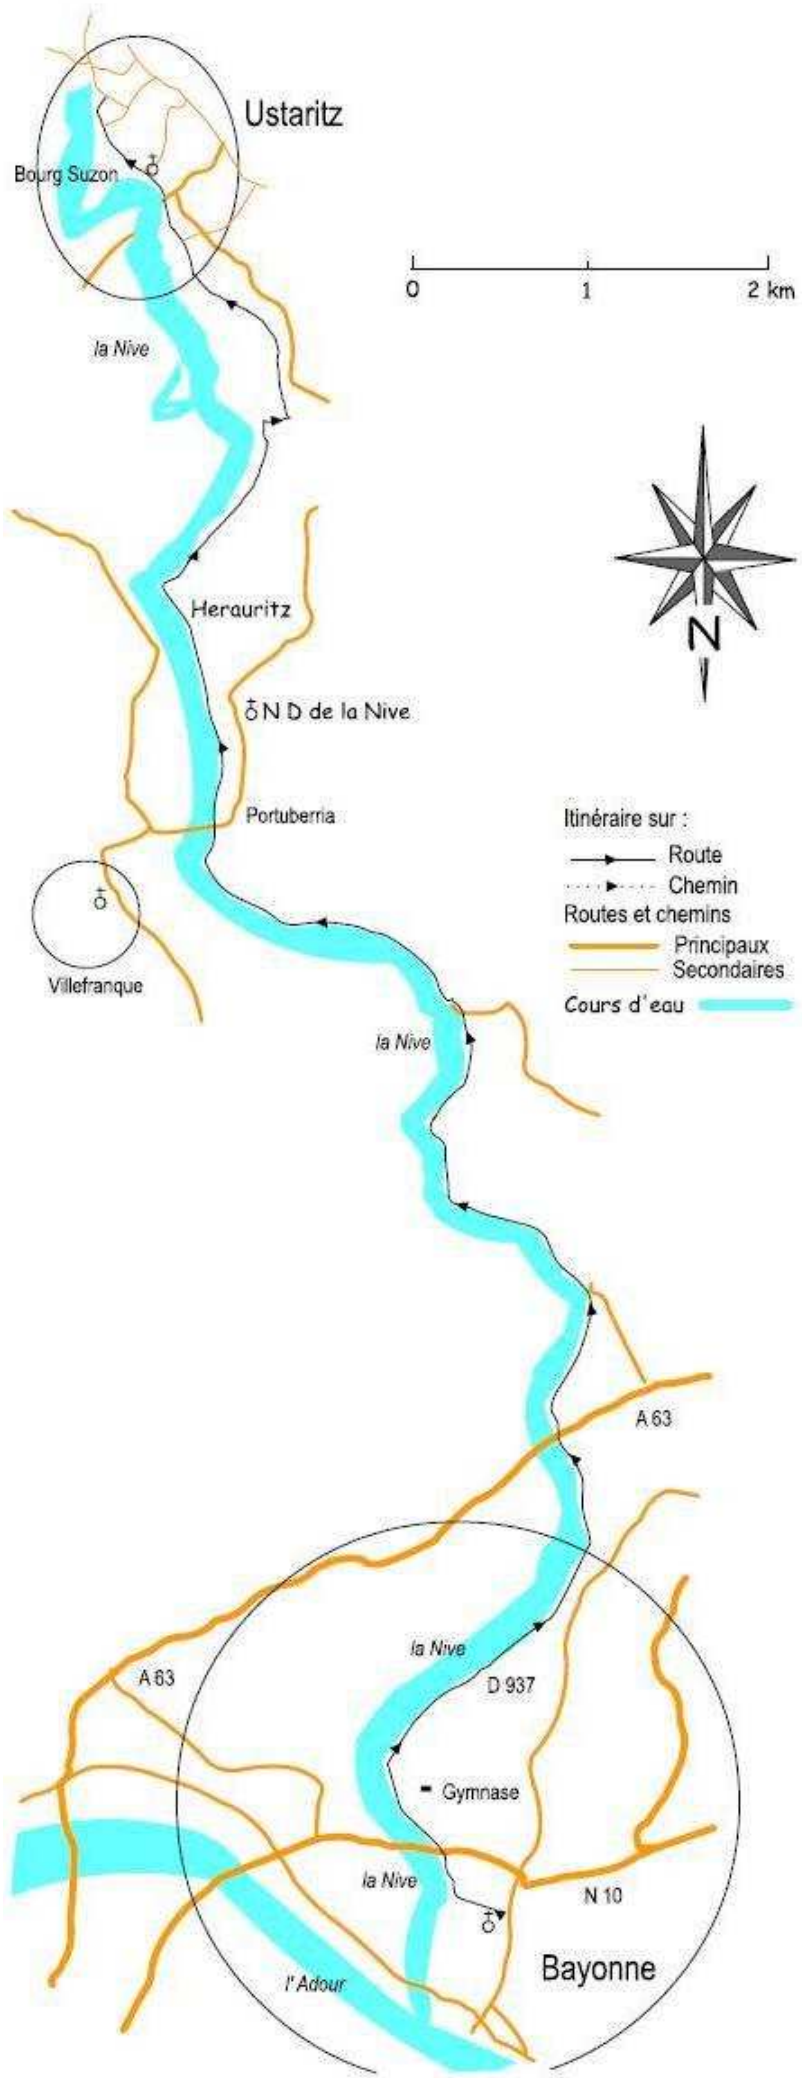 Ustaritz
Bourg Suzon
0 1 2 km
la Nive
N
Herauritz
N D de la Nive
Portuberria
Itinéraire sur :
Route
Chemin
Routes et chemins
Principaux
Secondaires
Cours d'eau
Villefranque
la Nive
A 63
la Nive
A 63
D 937
Gymnase
la Nive
N 10
Bayonne
l' Adour